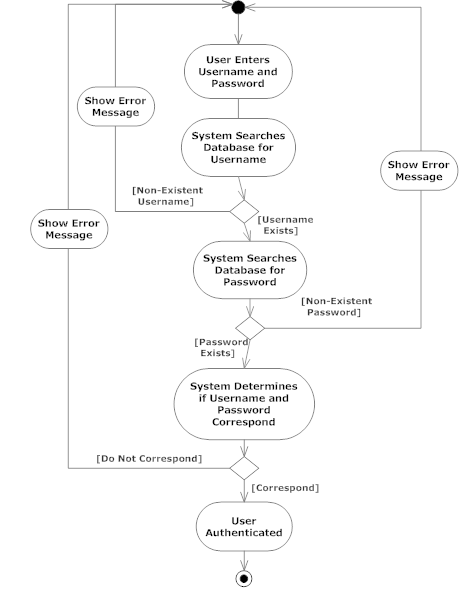 User Enters
Username and
Password
Show Error
Message
System Searches
Database for
Username
Show Error
Message
[Non-Existent
Username]
[Username
Exists]
Show Error
Message
System Searches
Database for
Password
[Non-Existent
Password]
[Password
Exists]
System Determines
if Username and
Password
Correspond
[Do Not Correspond]
[Correspond]
User
Authenticated